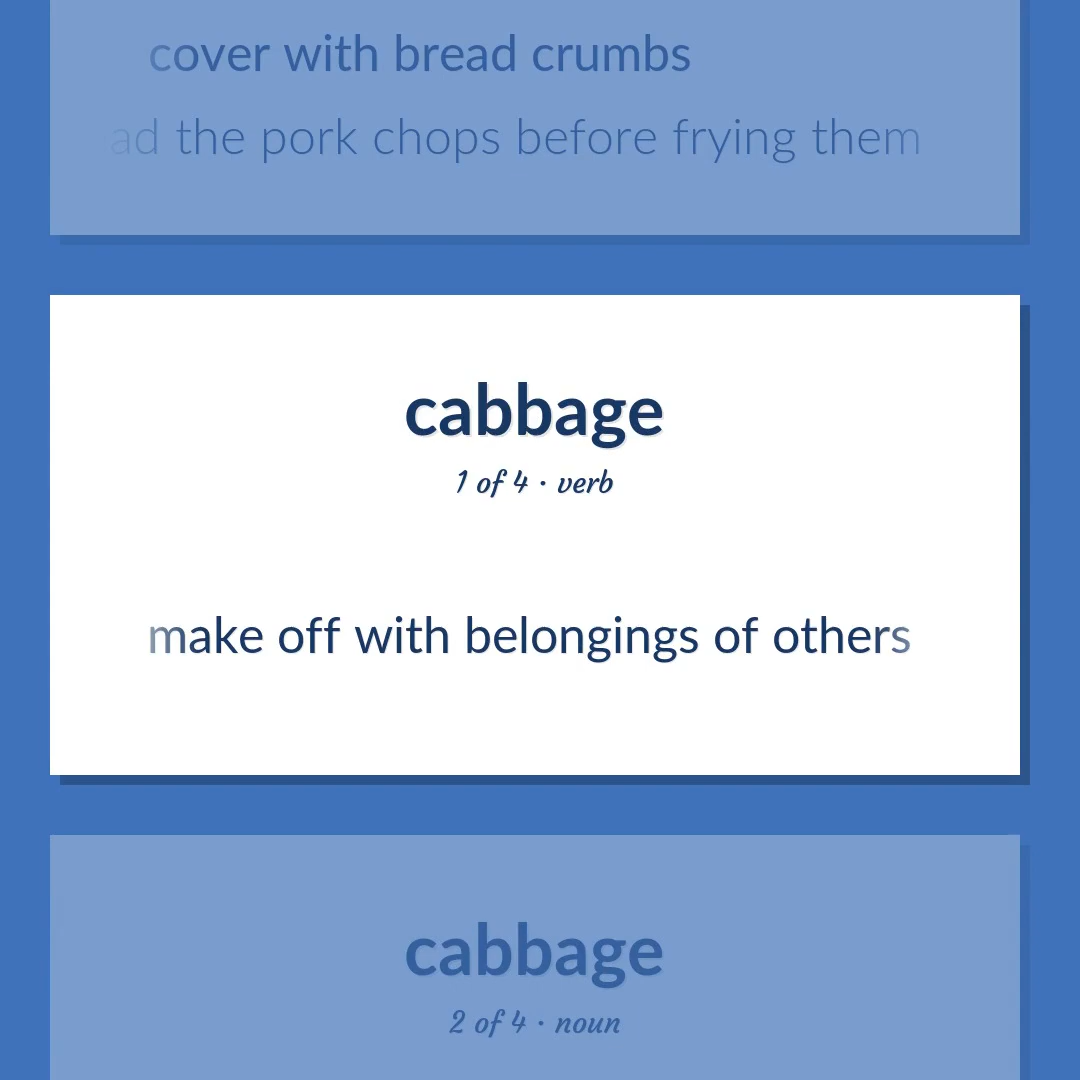 cover with bread crumbs
ad the pork chops before frying them
cabbage
1 of 4 · verb
make off with belongings of others
cabbage
2 of 4 · noun